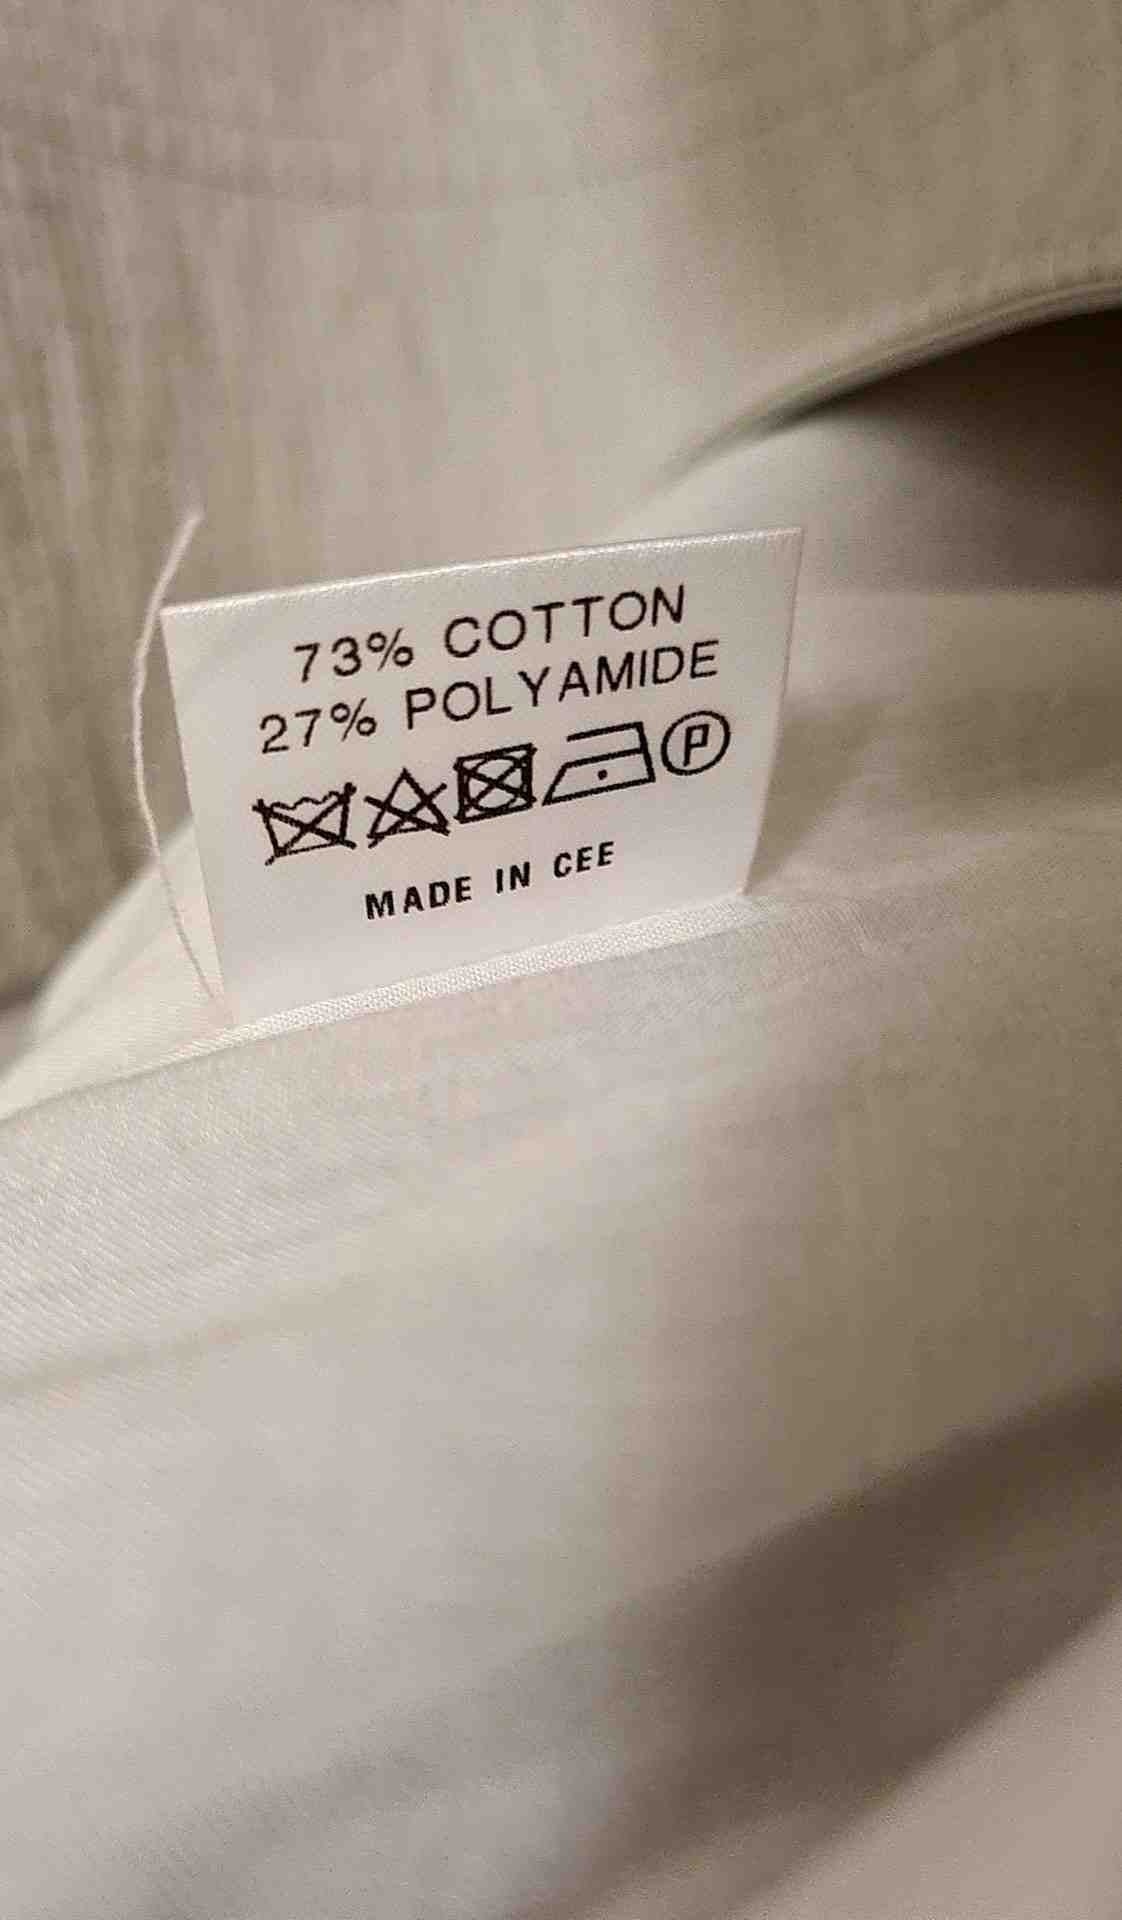 73% COTTON
27% POLYAMIDE
P
MADE IN CEE